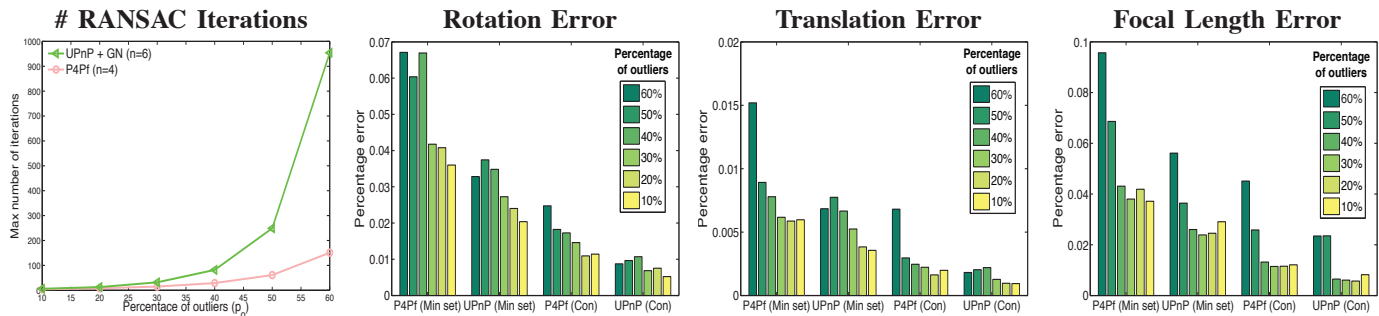 # RANSAC Iterations
1000
900
800
700
600
500
400
300
200
100
0
10
15
20
25
30
35
40
45
50
55
60
Max number of iterations
Percentace of outliers (p_o)
UPnP + GN (n=6)
P4Pf (n=4)
Rotation Error
0.07
0.06
0.05
0.04
0.03
0.02
0.01
0
Percentage error
P4Pf (Min set)
UPnP (Min set)
P4Pf (Con)
UPnP (Con)
Percentage
of outliers
60%
50%
40%
30%
20%
10%
Translation Error
0.02
0.015
0.01
0.005
0
Percentage error
P4Pf (Min set)
UPnP (Min set)
P4Pf (Con)
UPnP (Con)
Percentage
of outliers
60%
50%
40%
30%
20%
10%
Focal Length Error
0.1
0.08
0.06
0.04
0.02
0
Percentage error
P4Pf (Min set)
UPnP (Min set)
P4Pf (Con)
UPnP (Con)
Percentage
of outliers
60%
50%
40%
30%
20%
10%